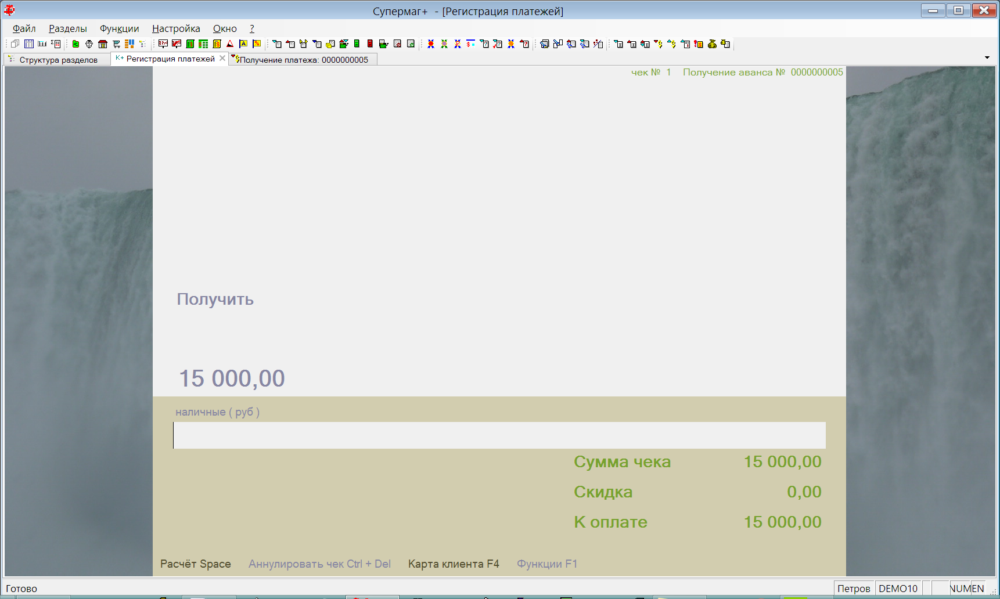 Супермаг+ - [Регистрация платежей]
Файл Разделы Функции Настройка Окно ?
Структура разделов K+ Регистрация платежей Получение платежа: 0000000005
чек № 1 Получение аванса № 0000000005
Получить
15 000,00
наличные ( руб )
Сумма чека 15 000,00
Скидка 0,00
К оплате 15 000,00
Расчёт Space Аннулировать чек Ctrl + Del Карта клиента F4 Функции F1
Готово Петров DEMO10 NUM EN